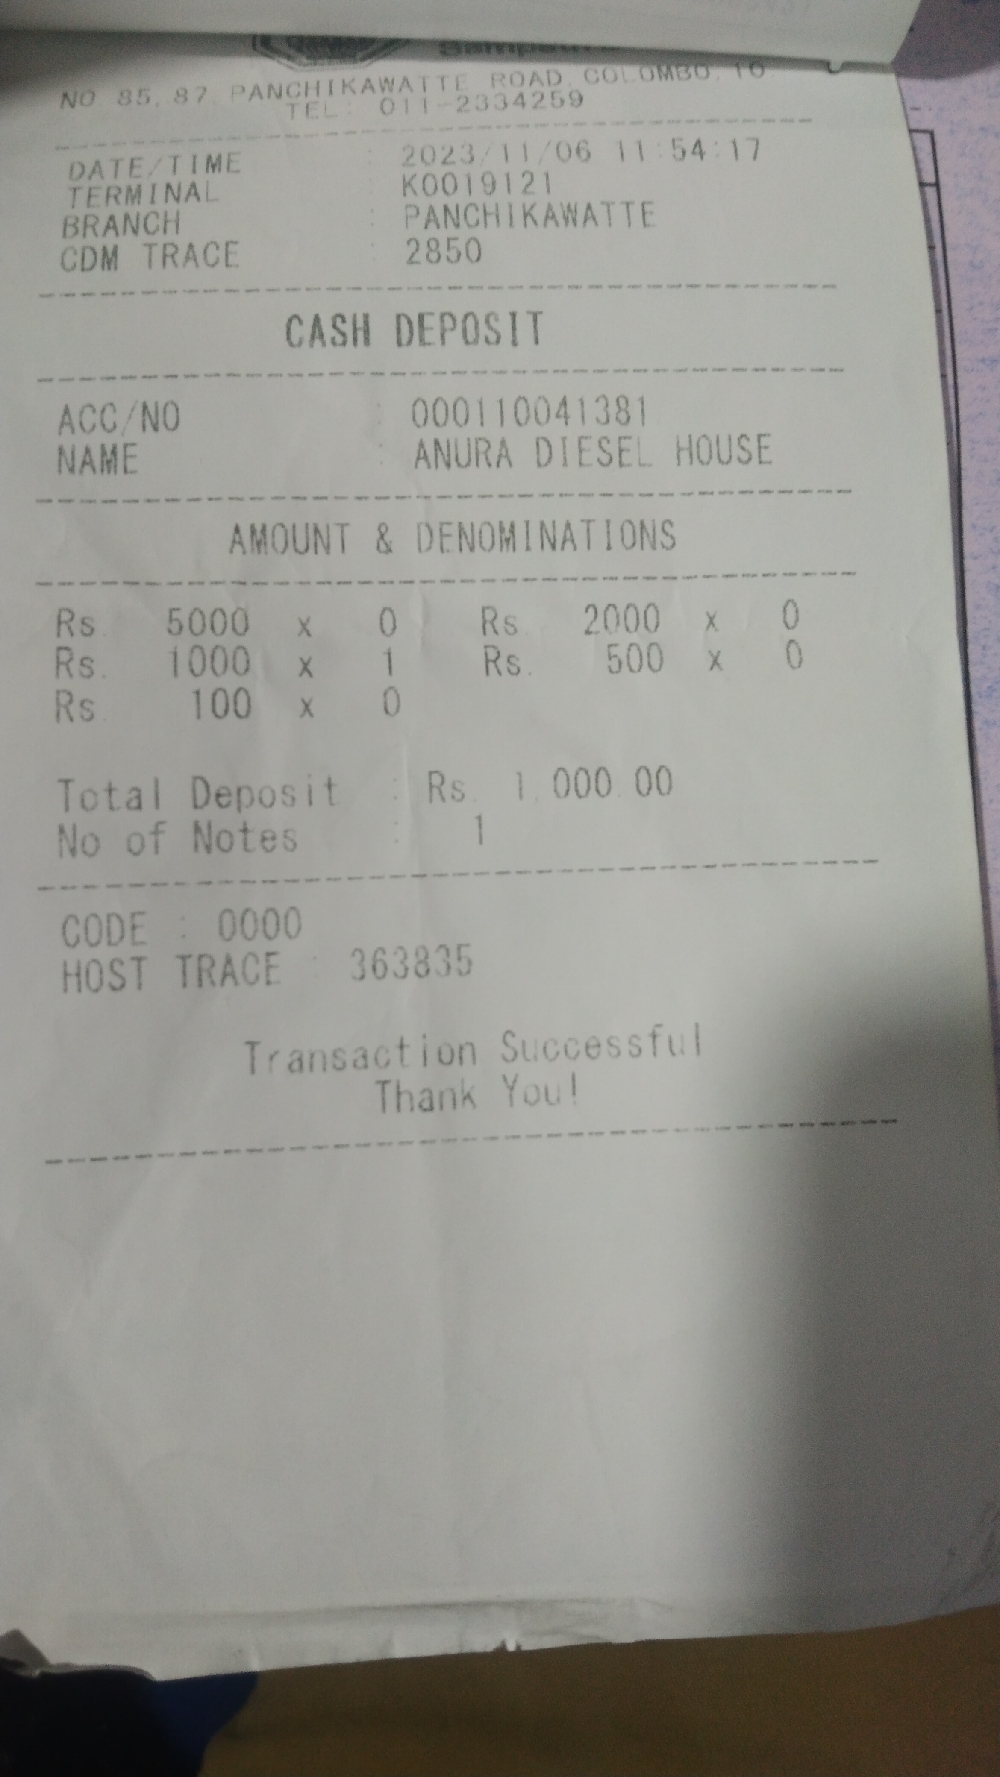 NO. 85, 87, PANCHIKAWATTE ROAD, COLOMBO, 10
TEL: 011-2334259
DATE/TIME : 2023/11/06 11:54:17
TERMINAL : K0019121
BRANCH : PANCHIKAWATTE
CDM TRACE : 2850
CASH DEPOSIT
ACC/NO : 000110041381
NAME : ANURA DIESEL HOUSE
AMOUNT & DENOMINATIONS
Rs. 5000 x 0 Rs. 2000 x 0
Rs. 1000 x 1 Rs. 500 x 0
Rs. 100 x 0
Total Deposit : Rs. 1,000.00
No of Notes : 1
CODE : 0000
HOST TRACE : 363835
Transaction Successful
Thank You!